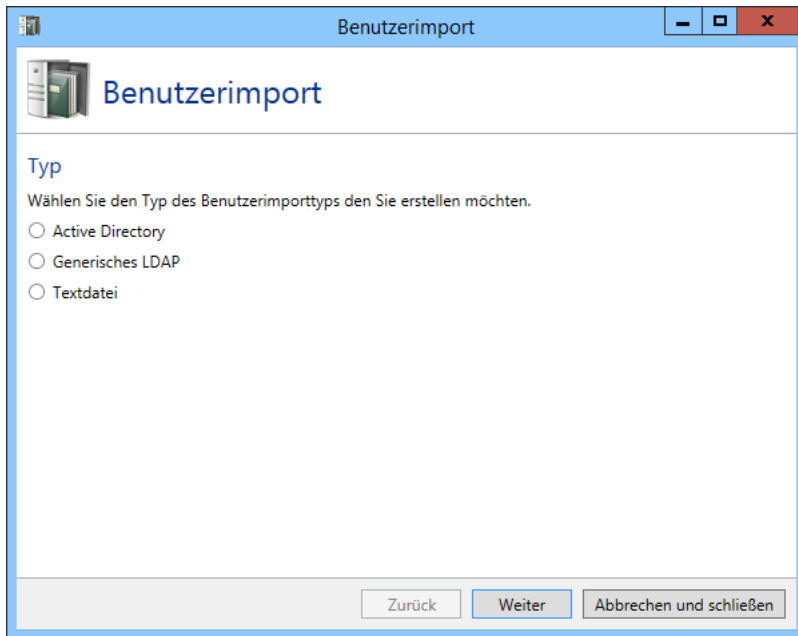 Benutzerimport
Benutzerimport
Typ
Wählen Sie den Typ des Benutzerimporttyps den Sie erstellen möchten.
Active Directory
Generisches LDAP
Textdatei
Zurück
Weiter
Abbrechen und schließen